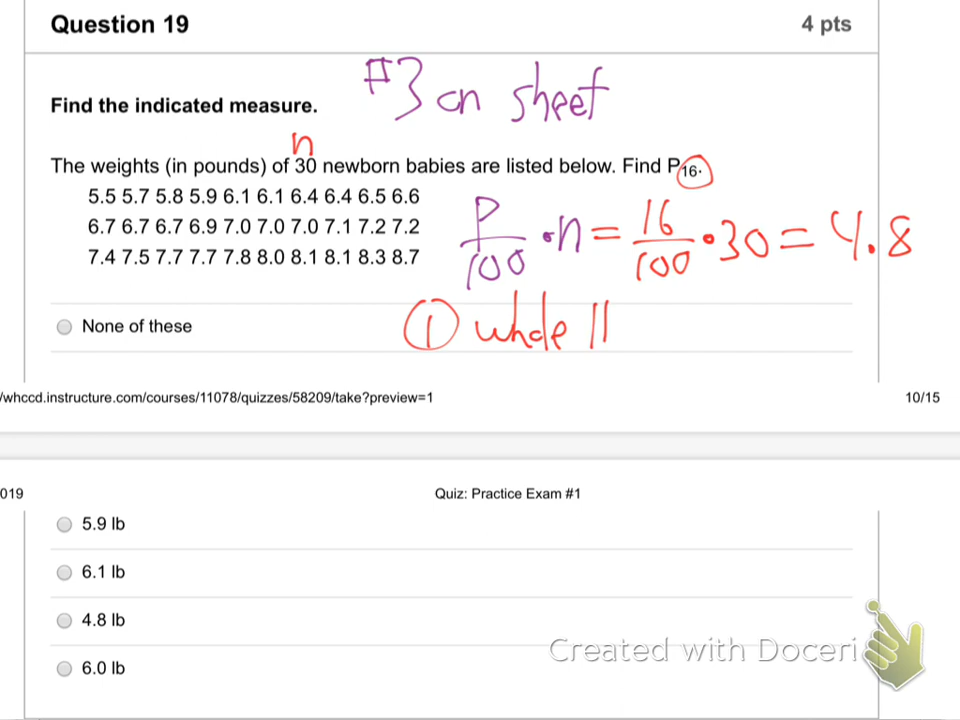 Question 19 4 pts
#3 on sheet
Find the indicated measure.
n
The weights (in pounds) of 30 newborn babies are listed below. Find P16.
5.5 5.7 5.8 5.9 6.1 6.1 6.4 6.4 6.5 6.6
6.7 6.7 6.7 6.9 7.0 7.0 7.0 7.1 7.2 7.2
7.4 7.5 7.7 7.7 7.8 8.0 8.1 8.1 8.3 8.7
P/100 • n = 16/100 • 30 = 4.8
① whole ||
None of these
/whccd.instructure.com/courses/11078/quizzes/58209/take?preview=1 10/15
019 Quiz: Practice Exam #1
5.9 lb
6.1 lb
4.8 lb
Created with Doceri
6.0 lb